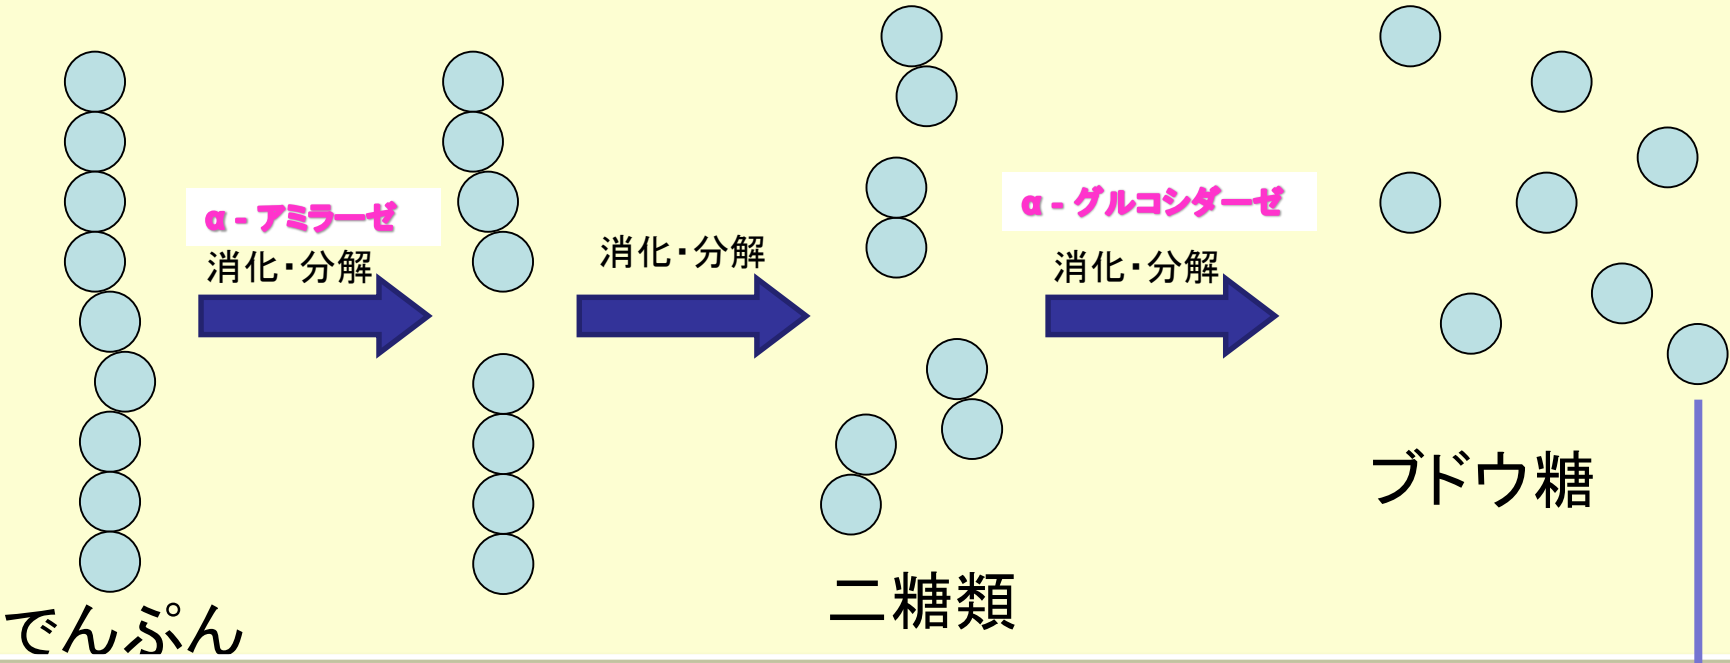 α-アミラーゼ
消化・分解
消化・分解
α-グルコシダーゼ
消化・分解
ブドウ糖
二糖類
でんぷん